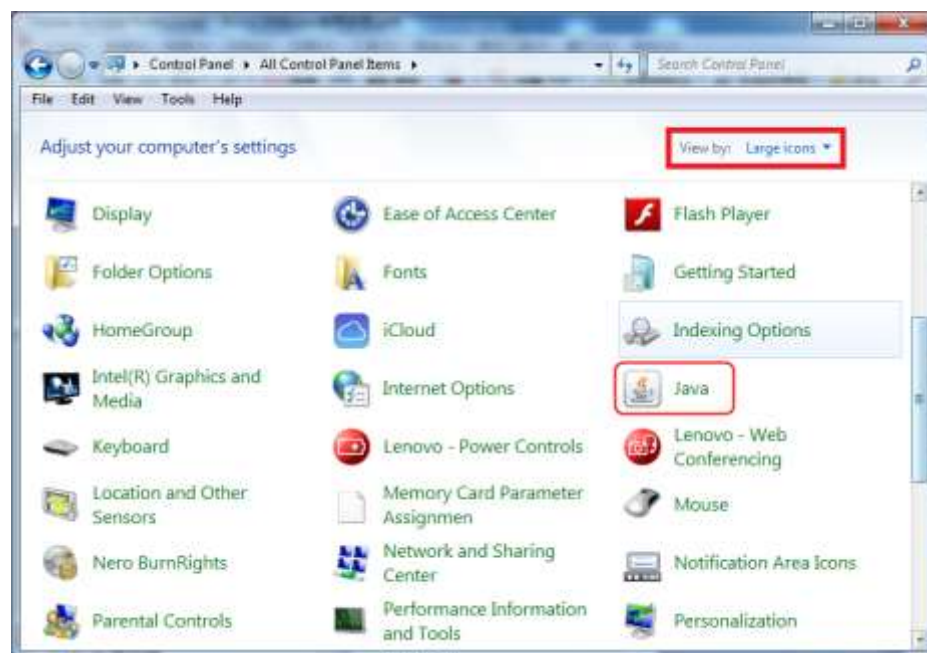 Control Panel ▸ All Control Panel Items ▸
Search Control Panel
File Edit View Tools Help
Adjust your computer's settings
View by: Large icons
Display
Ease of Access Center
Flash Player
Folder Options
Fonts
Getting Started
HomeGroup
iCloud
Indexing Options
Intel(R) Graphics and
Media
Internet Options
Java
Keyboard
Lenovo - Power Controls
Lenovo - Web
Conferencing
Location and Other
Sensors
Memory Card Parameter
Assignmen
Mouse
Nero BurnRights
Network and Sharing
Center
Notification Area Icons
Parental Controls
Performance Information
and Tools
Personalization